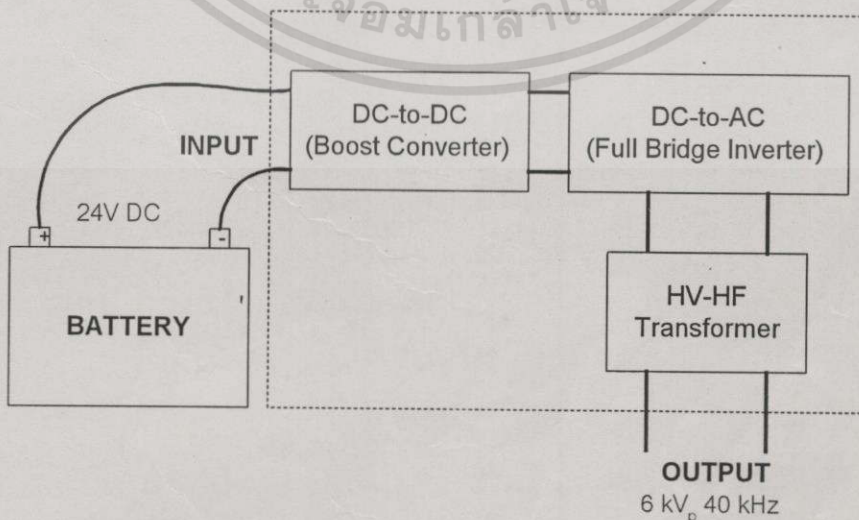 DC-to-DC
(Boost Converter)
DC-to-AC
(Full Bridge Inverter)
INPUT
24V DC
+
-
BATTERY
HV-HF
Transformer
OUTPUT
6 kVp 40 kHz